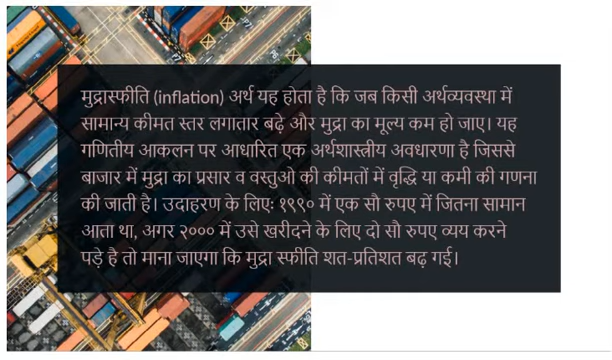 मुद्रास्फीति (inflation) अर्थ यह होता है कि जब किसी अर्थव्यवस्था में
सामान्य कीमत स्तर लगातार बढ़े और मुद्रा का मूल्य कम हो जाए। यह
गणितीय आकलन पर आधारित एक अर्थशास्त्रीय अवधारणा है जिससे
बाजार में मुद्रा का प्रसार व वस्तुओ की कीमतों में वृद्धि या कमी की गणना
की जाती है। उदाहरण के लिएः १९९० में एक सौ रुपए में जितना सामान
आता था, अगर २००० में उसे खरीदने के लिए दो सौ रुपए व्यय करने
पड़े है तो माना जाएगा कि मुद्रा स्फीति शत-प्रतिशत बढ़ गई।